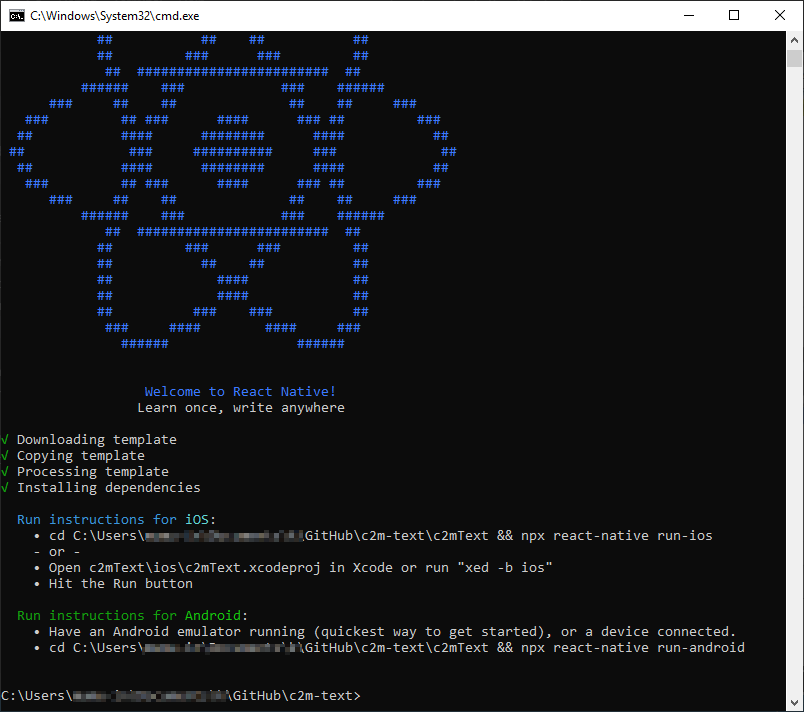 C:\Windows\System32\cmd.exe
## ## ## ##
## ### ### ##
## ######################## ##
###### ### ### ######
### ## ## ## ## ###
### ## ### #### ### ## ###
## #### ######## #### ##
## ### ########## ### ##
## #### ######## #### ##
### ## ### #### ### ## ###
### ## ## ## ## ###
###### ### ### ######
## ######################## ##
## ### ### ##
## ## ## ##
## #### ##
## #### ##
## ### ### ##
### #### #### ###
###### ######
Welcome to React Native!
Learn once, write anywhere
√ Downloading template
√ Copying template
√ Processing template
√ Installing dependencies
Run instructions for iOS:
• cd C:\Users\ \GitHub\c2m-text\c2mText && npx react-native run-ios
- or -
• Open c2mText\ios\c2mText.xcodeproj in Xcode or run "xed -b ios"
• Hit the Run button
Run instructions for Android:
• Have an Android emulator running (quickest way to get started), or a device connected.
• cd C:\Users\ \GitHub\c2m-text\c2mText && npx react-native run-android
C:\Users\ \GitHub\c2m-text>